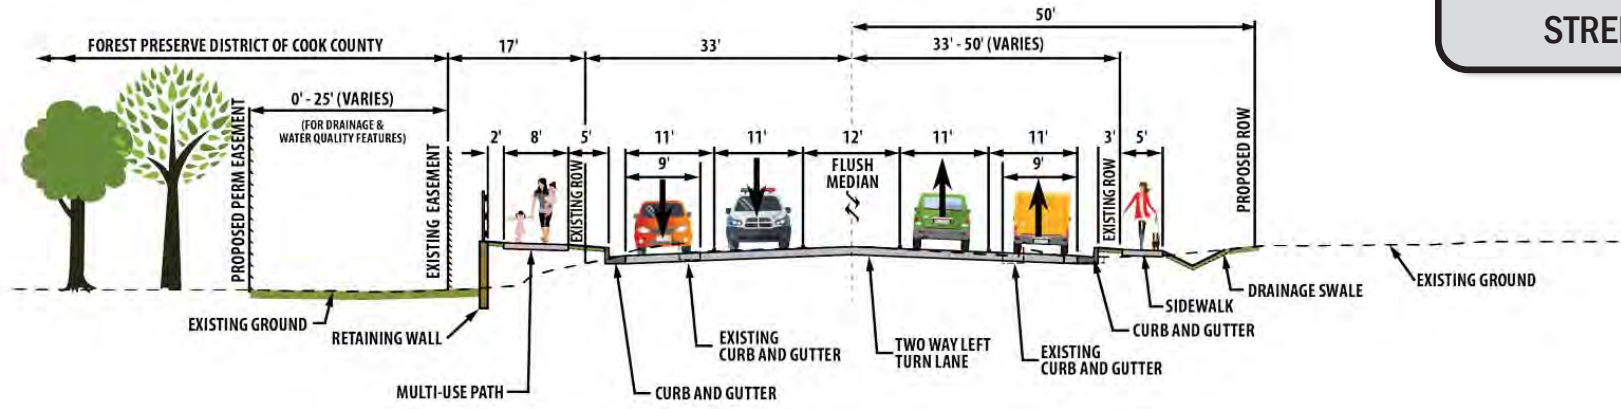 50'
STREE
FOREST PRESERVE DISTRICT OF COOK COUNTY
17'
33'
33' - 50' (VARIES)
0' - 25' (VARIES)
(FOR DRAINAGE &
WATER QUALITY FEATURES)
2'
8'
5'
11'
11'
12'
11'
11'
3'
5'
9'
9'
FLUSH
MEDIAN
PROPOSED PERM EASEMENT
EXISTING EASEMENT
EXISTING ROW
EXISTING ROW
PROPOSED ROW
EXISTING GROUND
RETAINING WALL
MULTI-USE PATH
CURB AND GUTTER
EXISTING
CURB AND GUTTER
TWO WAY LEFT
TURN LANE
EXISTING
CURB AND GUTTER
CURB AND GUTTER
SIDEWALK
DRAINAGE SWALE
EXISTING GROUND